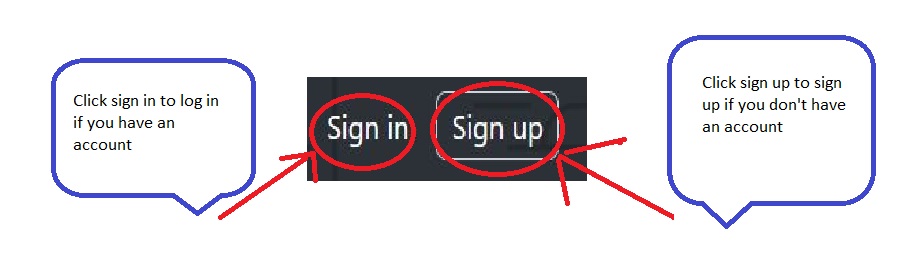 Click sign in to log in
if you have an
account
Sign in
Sign up
Click sign up to sign
up if you don't have
an account